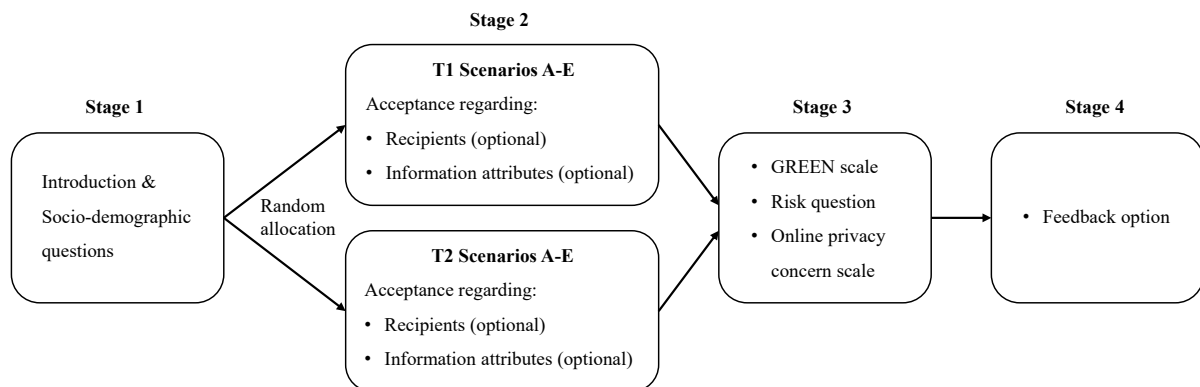 Stage 1
Introduction &
Socio-demographic
questions
Random
allocation
Stage 2
T1 Scenarios A-E
Acceptance regarding:
• Recipients (optional)
• Information attributes (optional)
T2 Scenarios A-E
Acceptance regarding:
• Recipients (optional)
• Information attributes (optional)
Stage 3
• GREEN scale
• Risk question
• Online privacy
concern scale
Stage 4
• Feedback option